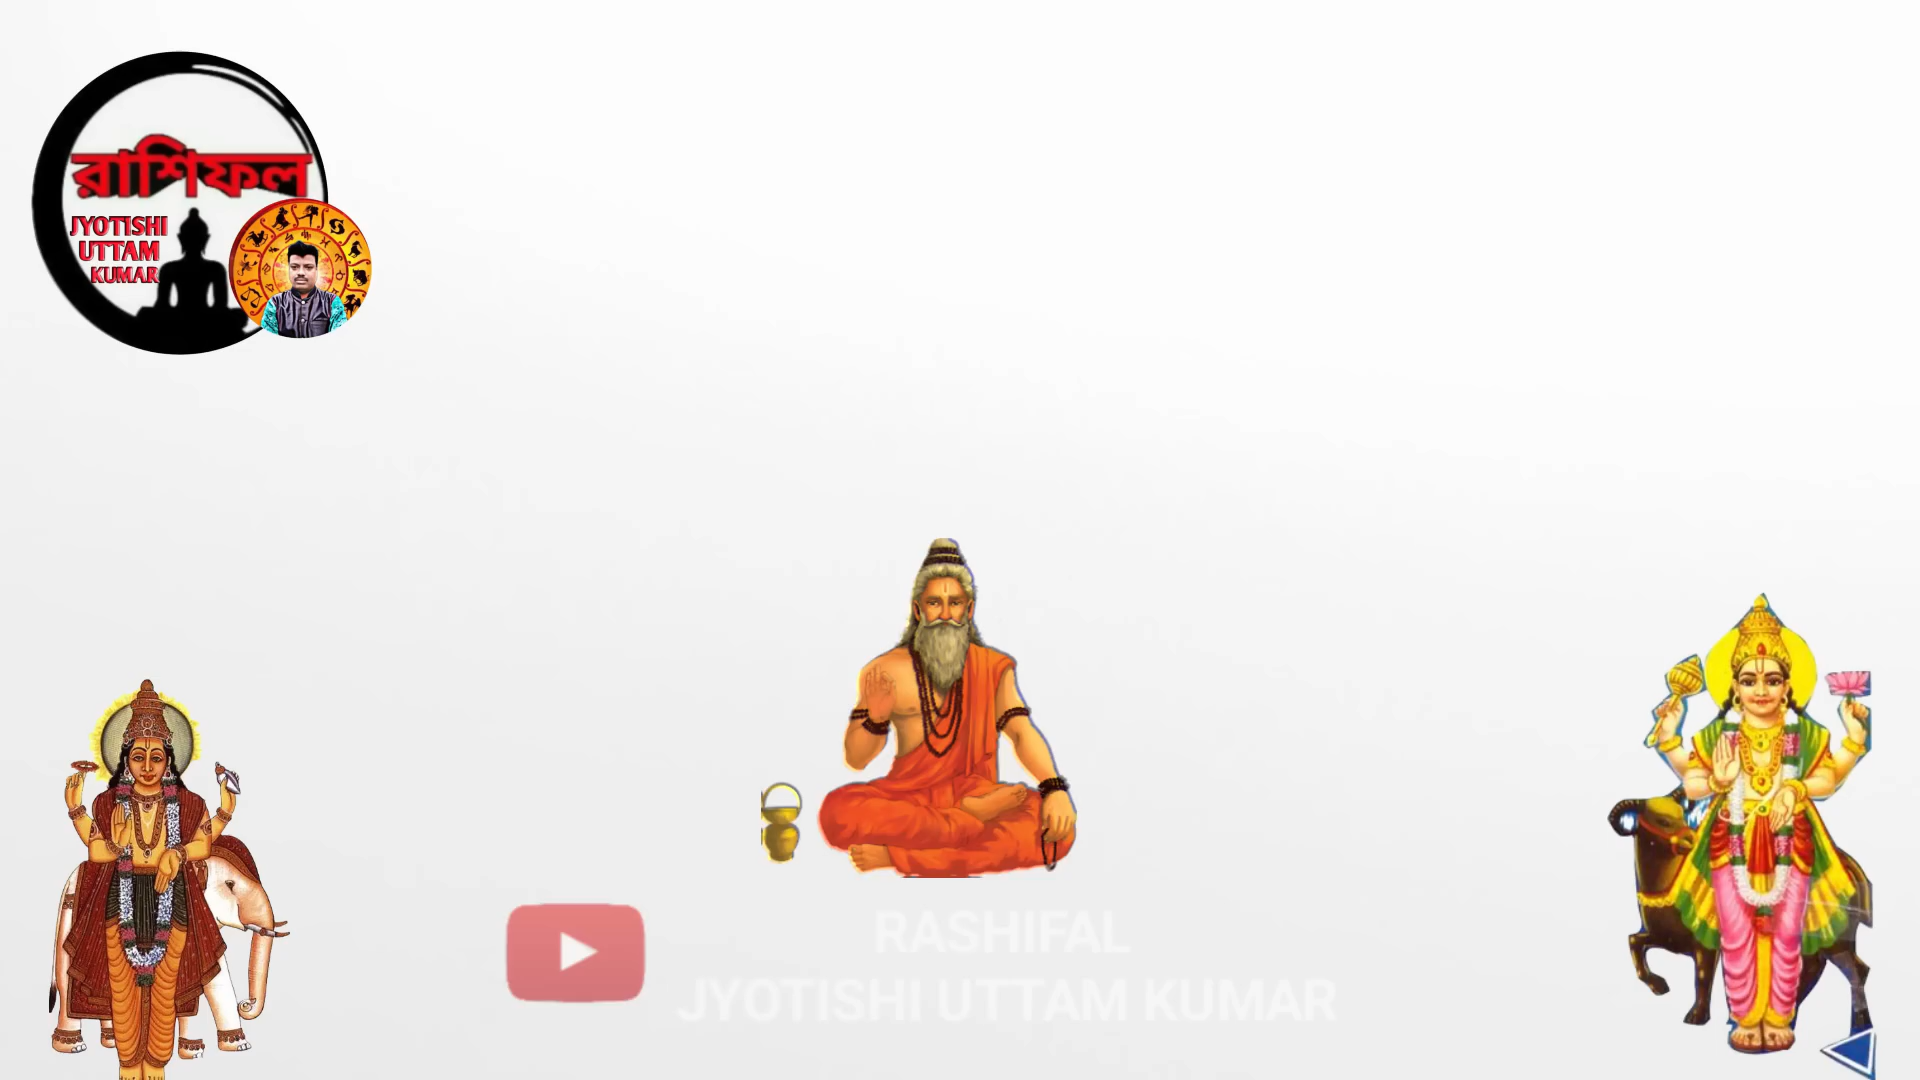 রাশিফল
JYOTISHI
UTTAM
KUMAR
RASHIFAL
JYOTISHI UTTAM KUMAR